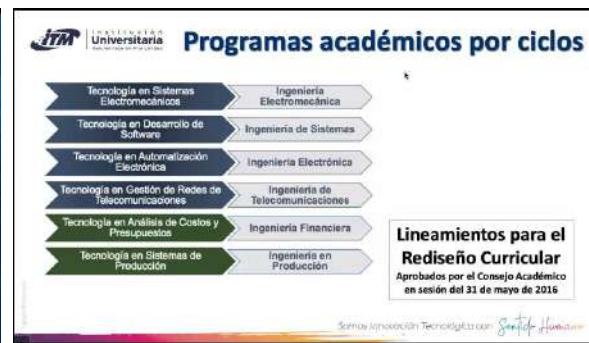 iTM
Institución
Universitaria
Programas académicos por ciclos
Tecnología en Sistemas
Electromecánicos
Ingeniería
Electromecánica
Tecnología en Desarrollo de
Software
Ingeniería de Sistemas
Tecnología en Automatización
Electrónica
Ingeniería Electrónica
Tecnología en Gestión de Redes de
Telecomunicaciones
Ingeniería de
Telecomunicaciones
Tecnología en Análisis de Costos y
Presupuestos
Ingeniería Financiera
Tecnología en Sistemas de
Producción
Ingeniería en
Producción
Lineamientos para el
Rediseño Curricular
Aprobados por el Consejo Académico
en sesión del 31 de mayo de 2016
Somos Innovación Tecnológica con Sentido Humano